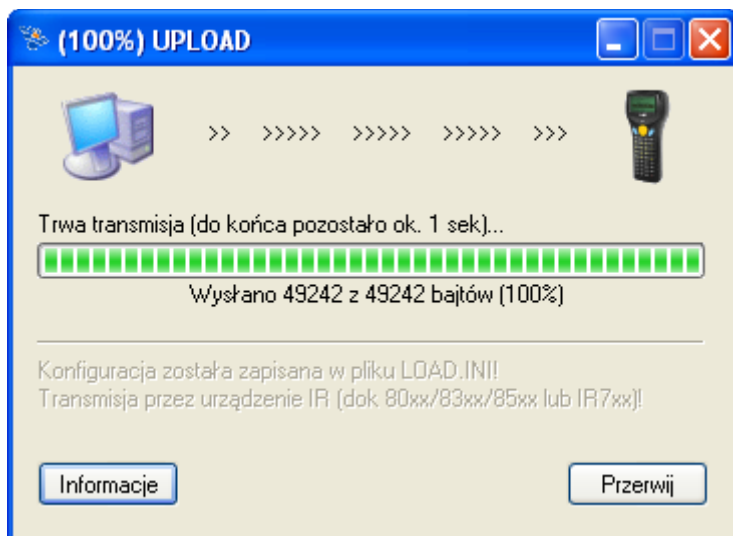 (100%) UPLOAD
>> >>>>> >>>>> >>>>> >>>
Trwa transmisja (do końca pozostało ok. 1 sek)...
Wysłano 49242 z 49242 bajtów (100%)
Konfiguracja została zapisana w pliku LOAD.INI!
Transmisja przez urządzenie IR (dok 80xx/83xx/85xx lub IR7xx)!
Informacje Przerwij